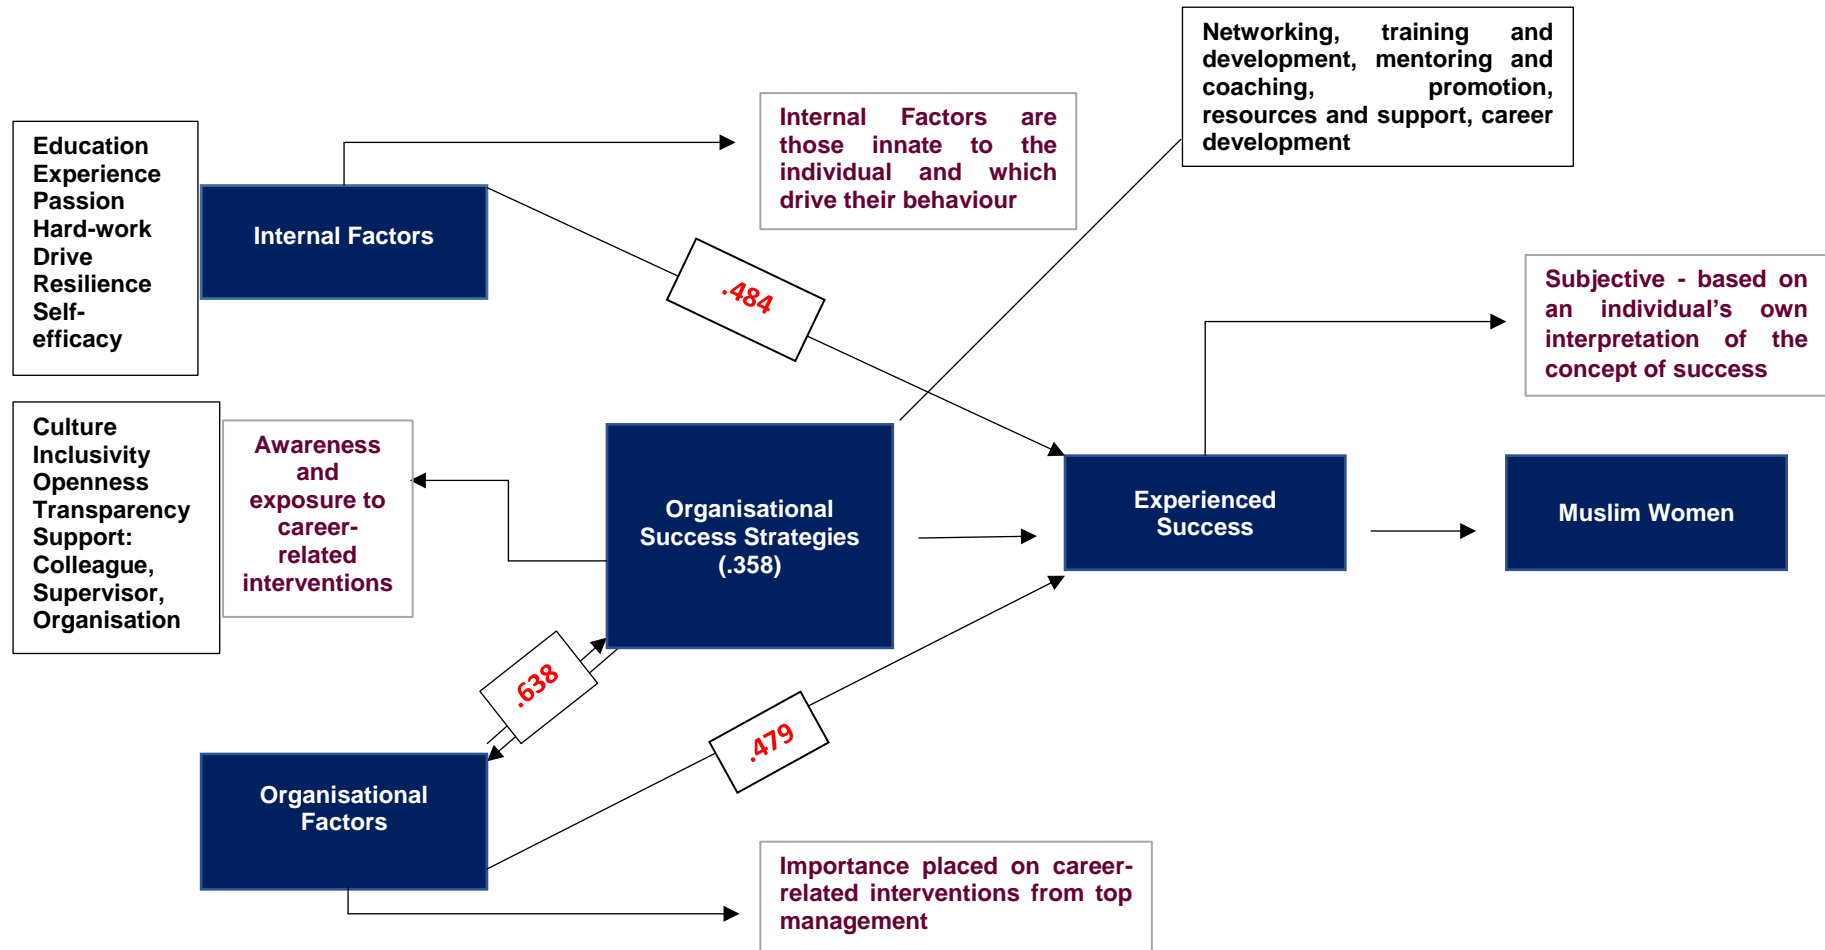 Networking, training and
development, mentoring and
coaching, promotion,
resources and support, career
development
Internal Factors are
those innate to the
individual and which
drive their behaviour
Education
Experience
Passion
Hard-work
Drive
Resilience
Self-
efficacy
Internal Factors
.484
Subjective - based on
an individual's own
interpretation of the
concept of success
Culture
Inclusivity
Openness
Transparency
Support:
Colleague,
Supervisor,
Organisation
Awareness
and
exposure to
career-
related
interventions
Organisational
Success Strategies
(.358)
Experienced
Success
Muslim Women
.638
.479
Organisational
Factors
Importance placed on career-
related interventions from top
management